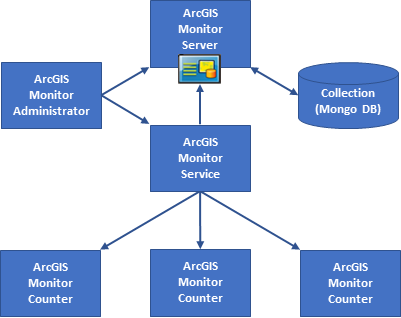 ArcGIS
Monitor
Server
ArcGIS
Monitor
Administrator
Collection
(Mongo DB)
ArcGIS
Monitor
Service
ArcGIS
Monitor
Counter
ArcGIS
Monitor
Counter
ArcGIS
Monitor
Counter